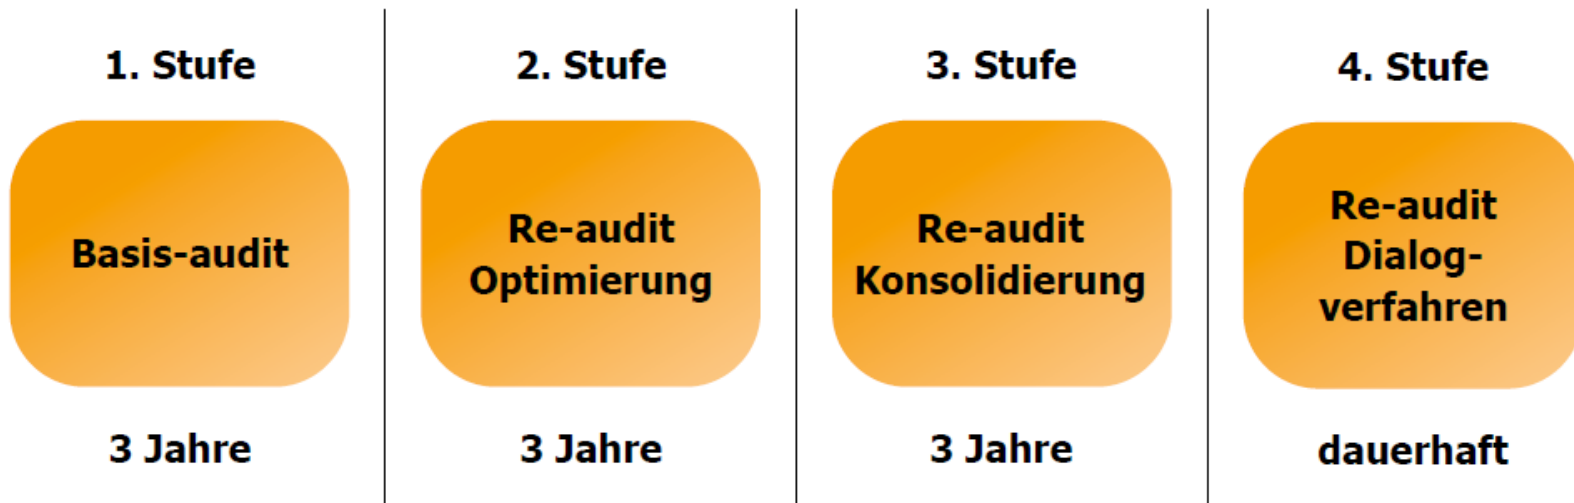 1. Stufe
Basis-audit
3 Jahre
2. Stufe
Re-audit
Optimierung
3 Jahre
3. Stufe
Re-audit
Konsolidierung
3 Jahre
4. Stufe
Re-audit
Dialog-
verfahren
dauerhaft